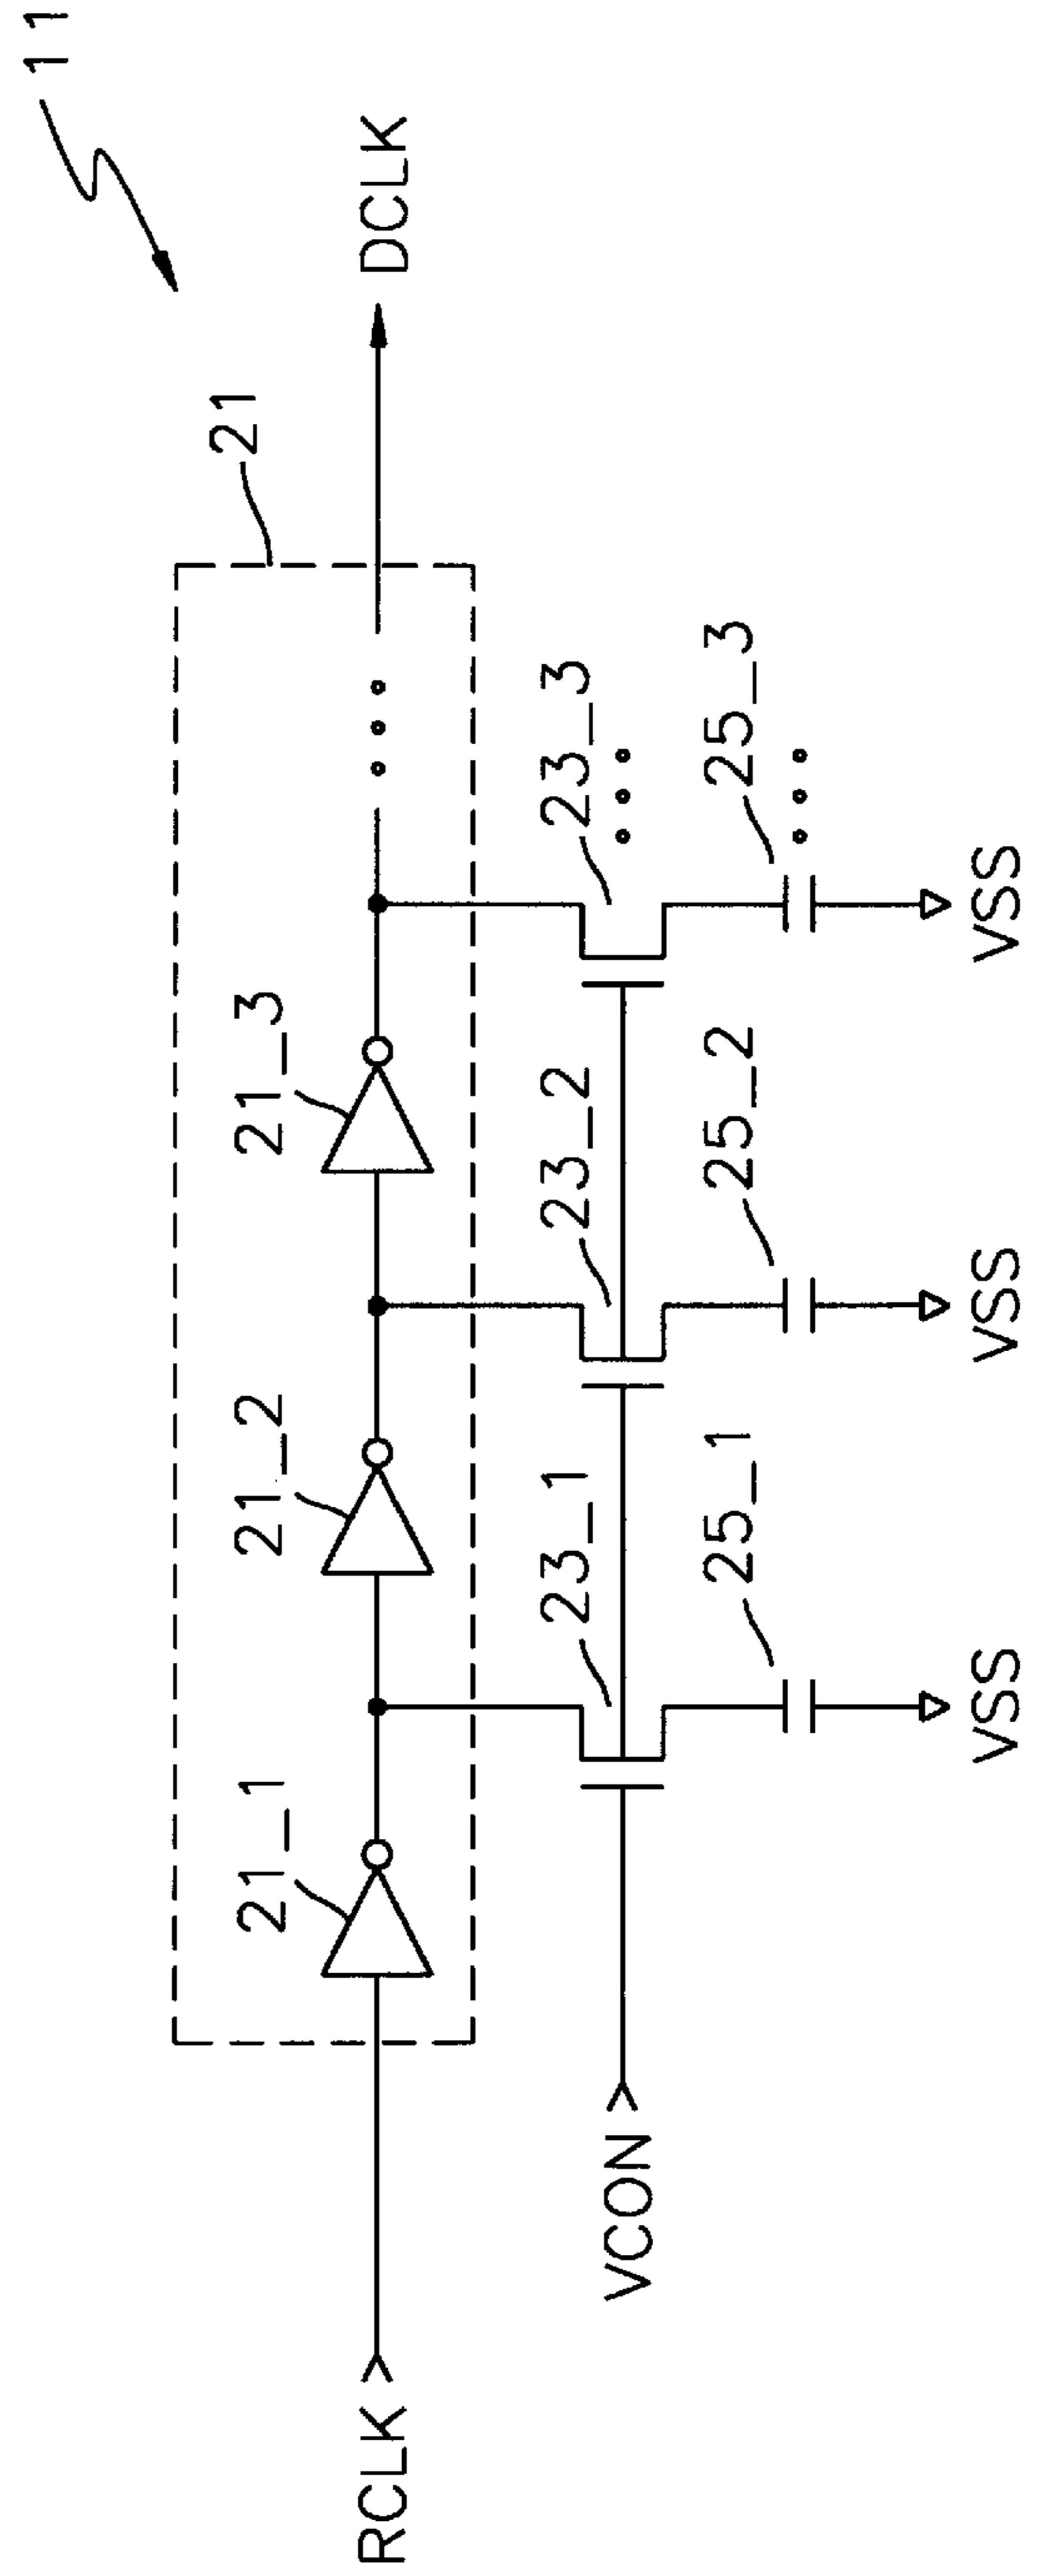 11
21
21_1
21_2
21_3
RCLK
DCLK
23_1
23_2
23_3
VCON
25_1
25_2
25_3
VSS
VSS
VSS